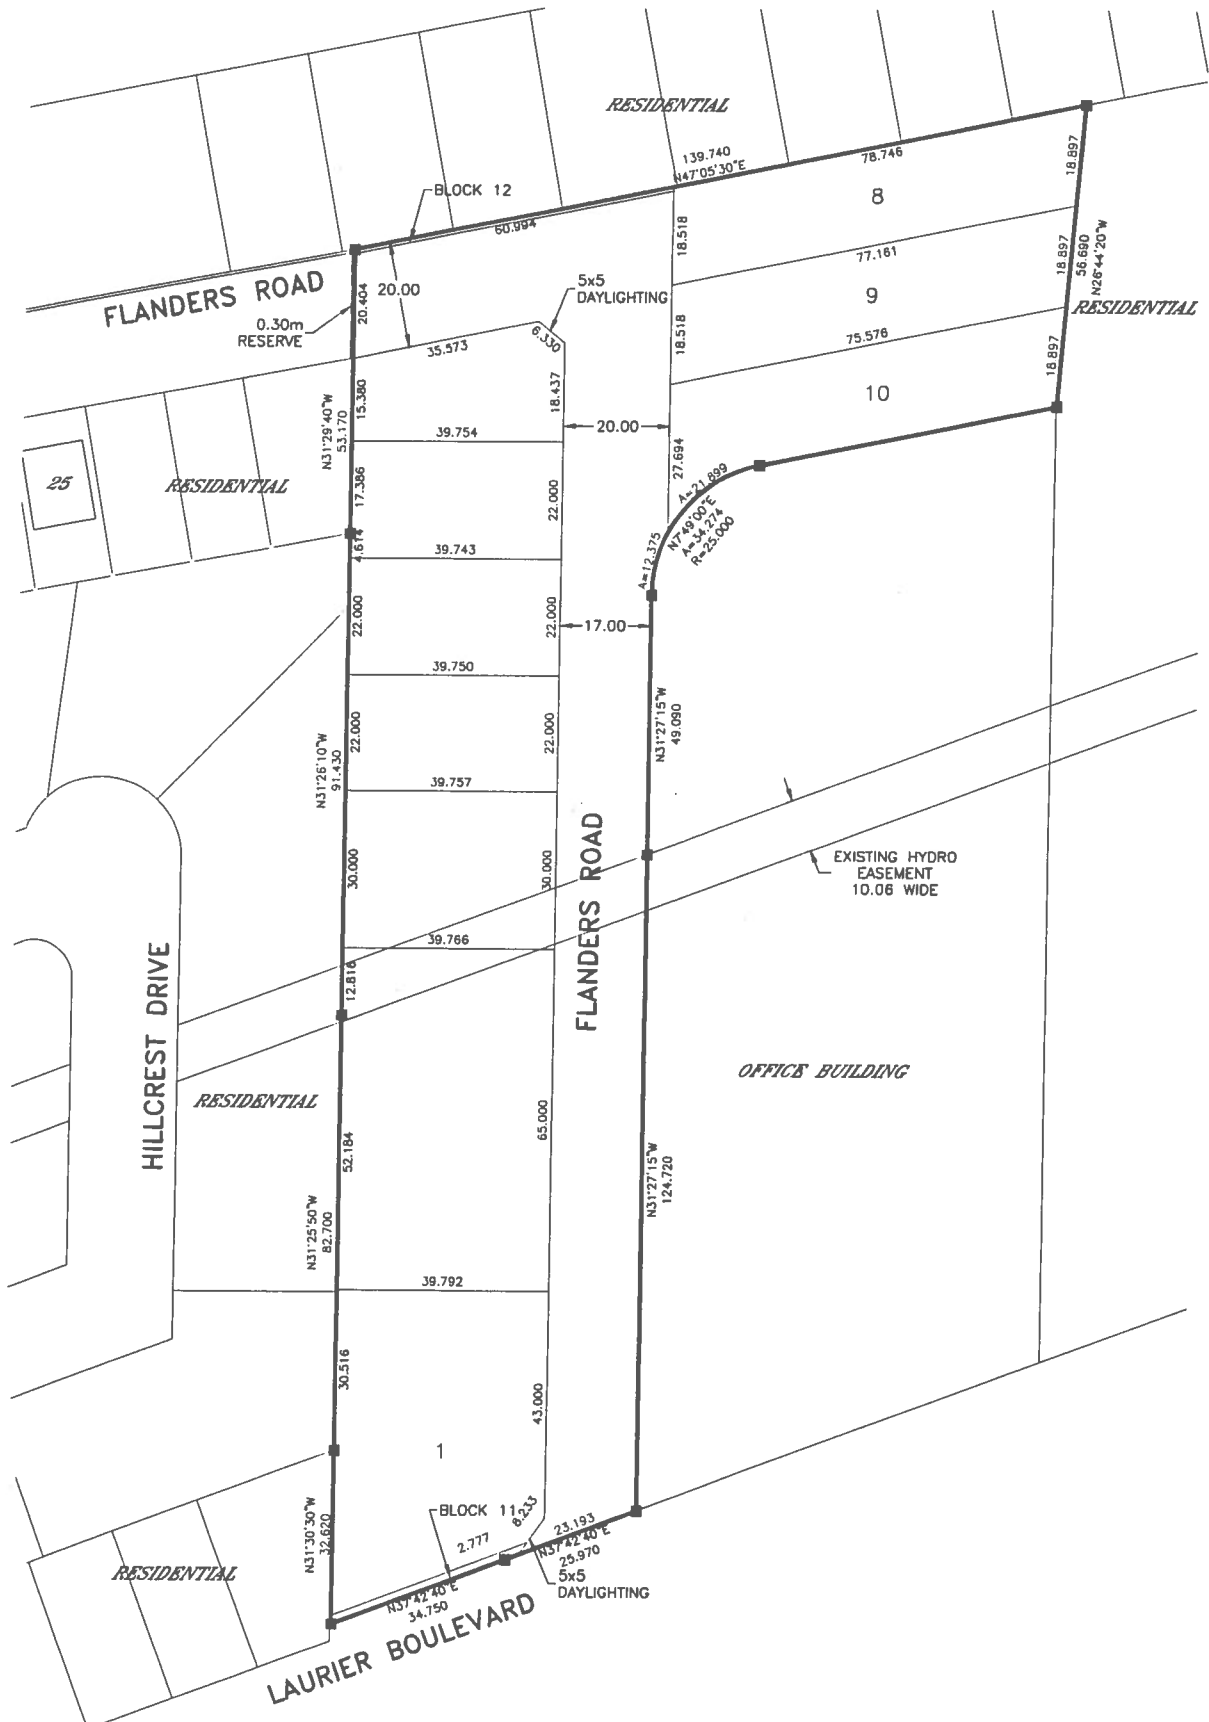 RESIDENTIAL
139.740
N47°05'30"E
78.746
18.897
BLOCK 12
60.994
8
18.518
77.161
18.897
56.690
N26°44'20"W
FLANDERS ROAD
20.404
20.00
5x5
DAYLIGHTING
9
RESIDENTIAL
0.30m
RESERVE
6.330
35.573
18.518
75.576
18.897
10
15.380
N31°29'40"W
53.170
18.437
39.754
20.00
27.694
25
RESIDENTIAL
17.386
22.000
A=21.899
N7°49'00"E
A=34.274
R=25.000
4.614
39.743
A=12.375
22.000
22.000
17.00
39.750
N31°26'10"W
91.430
22.000
22.000
N31°27'15"W
49.090
39.757
30.000
30.000
FLANDERS ROAD
EXISTING HYDRO
EASEMENT
10.06 WIDE
39.766
12.816
HILLCREST DRIVE
OFFICE BUILDING
RESIDENTIAL
52.184
65.000
N31°27'15"W
124.720
N31°25'50"W
82.700
39.792
30.516
43.000
1
N31°30'30"W
32.620
BLOCK 11
8.233
2.777
23.193
N37°42'40"E
25.970
5x5
DAYLIGHTING
RESIDENTIAL
N37°42'40"E
34.750
LAURIER BOULEVARD